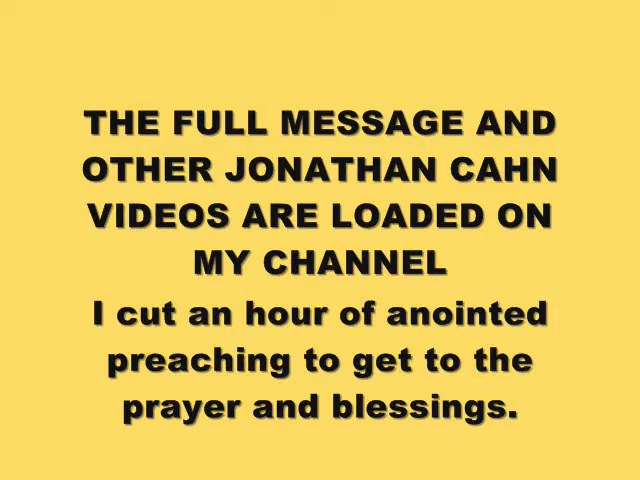 THE FULL MESSAGE AND
OTHER JONATHAN CAHN
VIDEOS ARE LOADED ON
MY CHANNEL
I cut an hour of anointed
preaching to get to the
prayer and blessings.